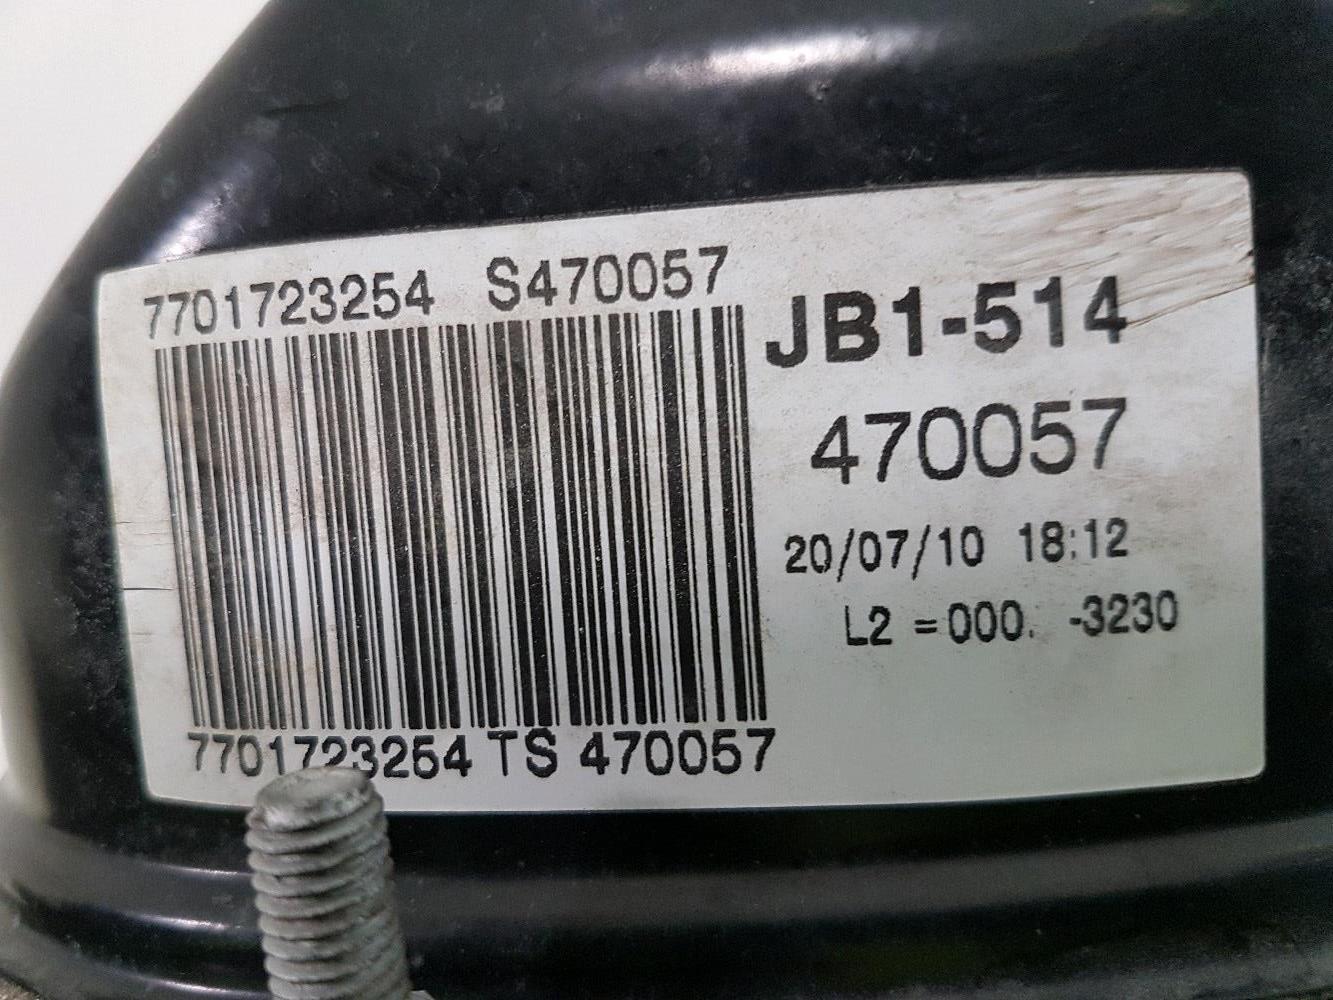 7701723254 S470057
JB1-514
470057
20/07/10 18:12
L2 =000. -3230
7701723254 TS 470057